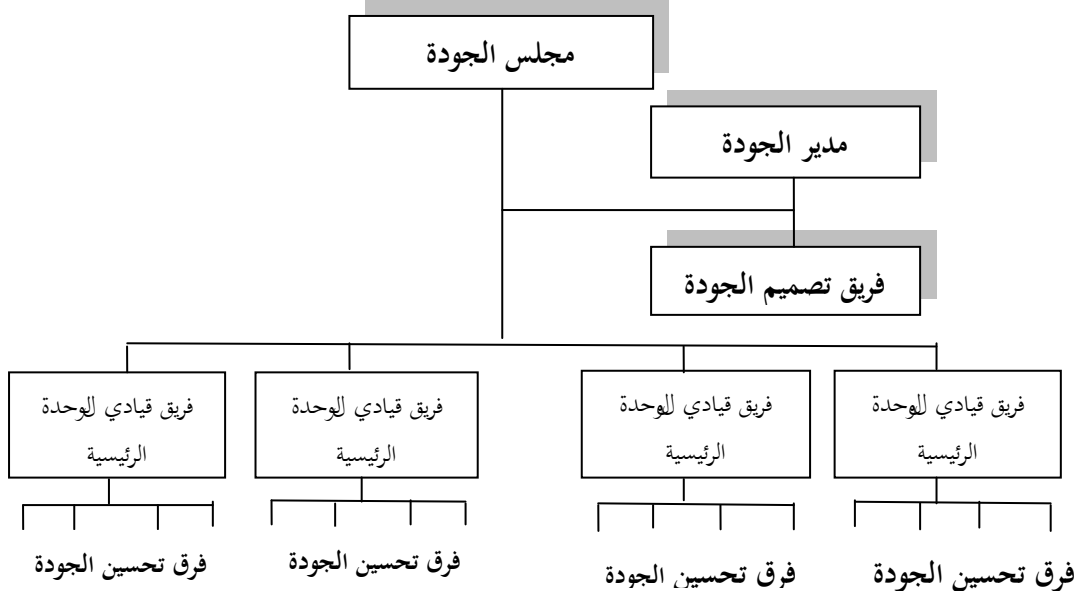 مجلس الجودة
مدير الجودة
فريق تصميم الجودة
فريق قيادي للوحدة
الرئيسية
فريق قيادي للوحدة
الرئيسية
فريق قيادي للوحدة
الرئيسية
فريق قيادي للوحدة
الرئيسية
فرق تحسين الجودة
فرق تحسين الجودة
فرق تحسين الجودة
فرق تحسين الجودة